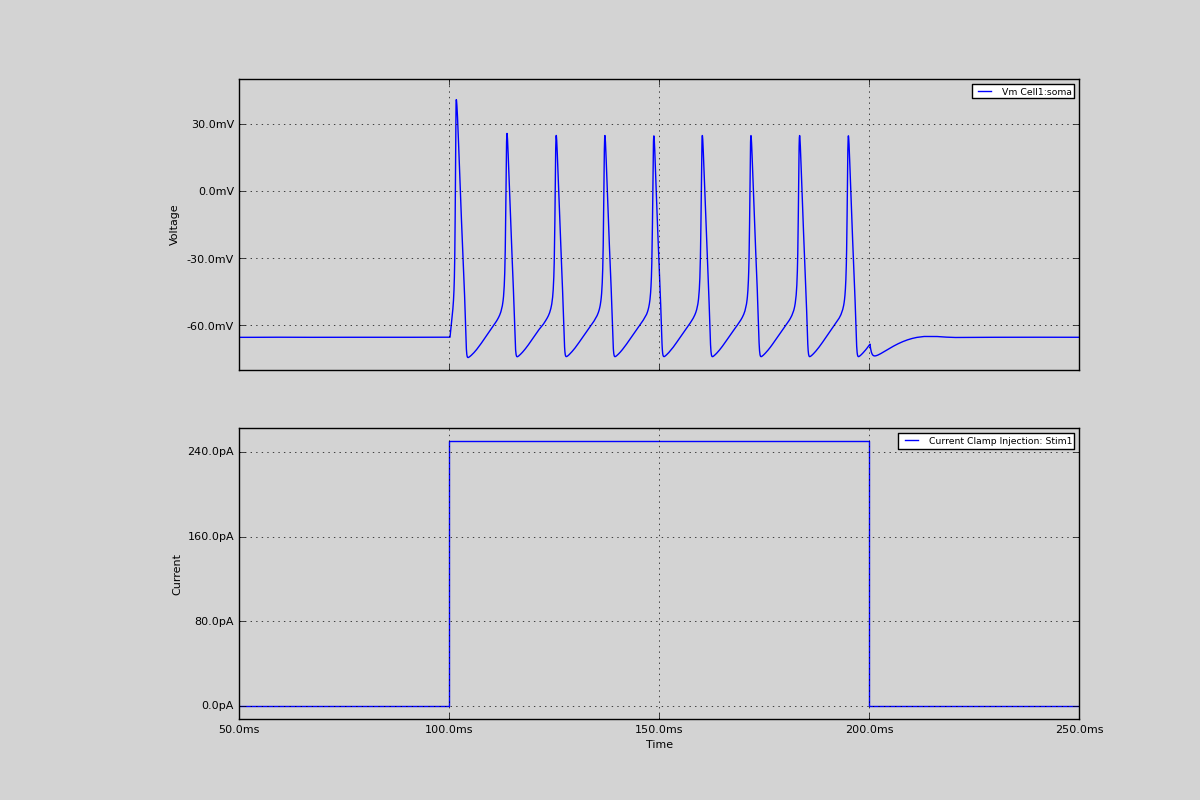 Vm Cell1:soma
30.0mV
0.0mV
-30.0mV
-60.0mV
Voltage
Current Clamp Injection: Stim1
240.0pA
160.0pA
80.0pA
0.0pA
Current
50.0ms 100.0ms 150.0ms 200.0ms 250.0ms
Time